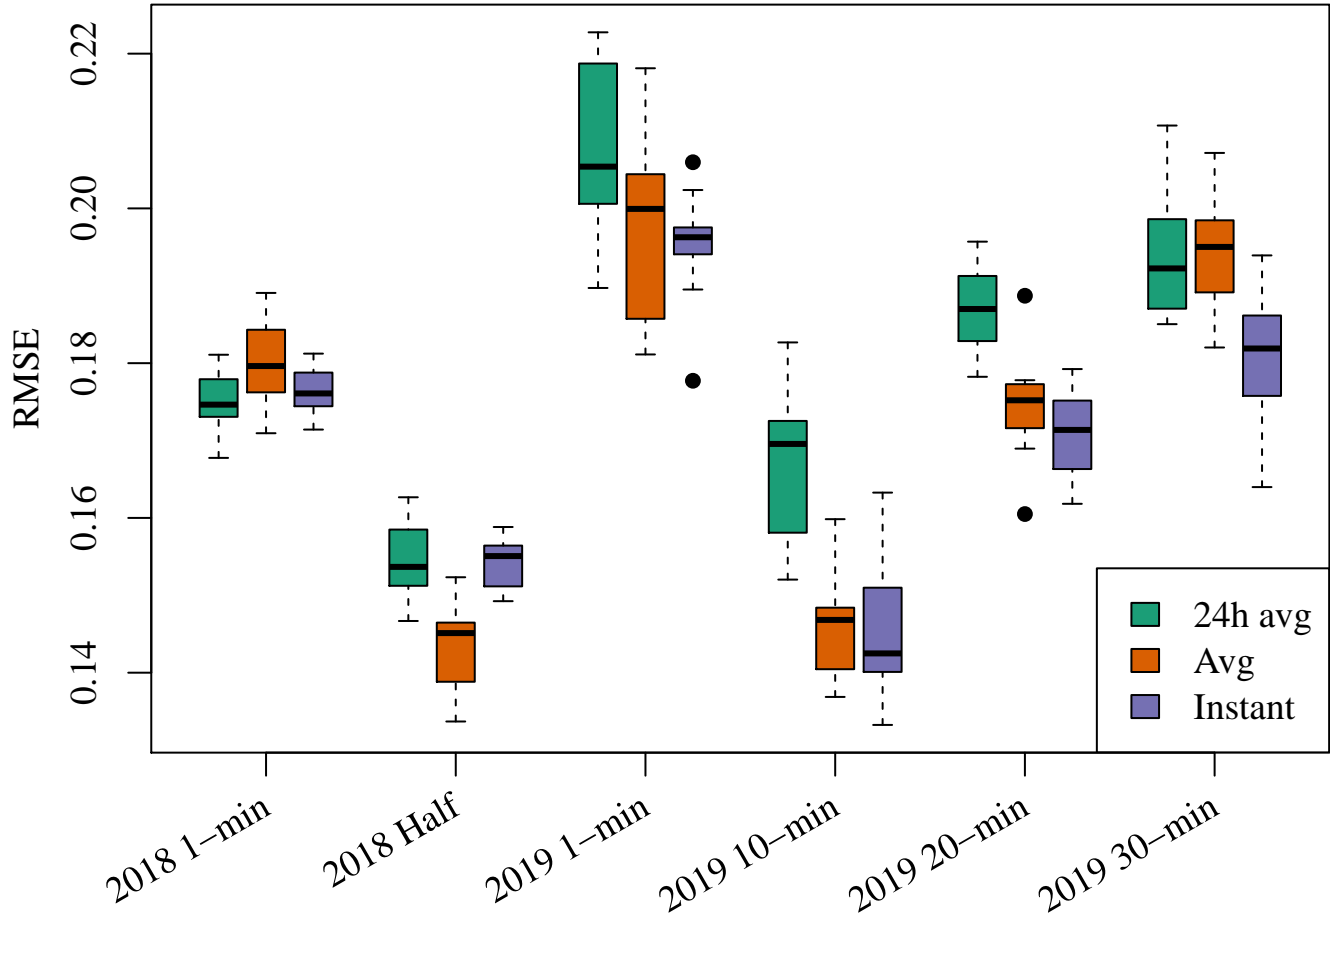 RMSE
0.22
0.20
0.18
0.16
0.14
2018 1−min
2018 Half
2019 1−min
2019 10−min
2019 20−min
2019 30−min
24h avg
Avg
Instant